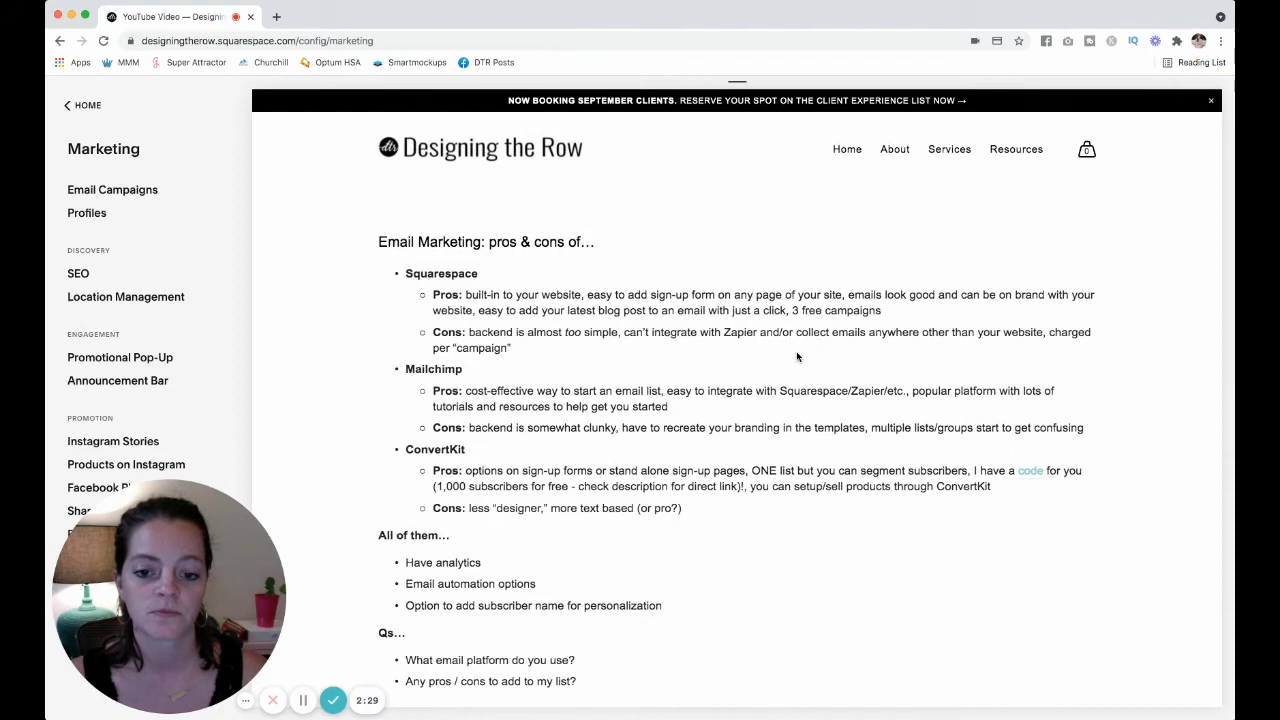 YouTube Video — Designi
designingtherow.squarespace.com/config/marketing
Apps MMM Super Attractor Churchill Optum HSA Smartmockups DTR Posts Reading List
HOME
Marketing
Email Campaigns
Profiles
DISCOVERY
SEO
Location Management
ENGAGEMENT
Promotional Pop-Up
Announcement Bar
PROMOTION
Instagram Stories
Products on Instagram
NOW BOOKING SEPTEMBER CLIENTS. RESERVE YOUR SPOT ON THE CLIENT EXPERIENCE LIST NOW →
dtr Designing the Row
Home About Services Resources 0
Email Marketing: pros & cons of…
• Squarespace
○ Pros: built-in to your website, easy to add sign-up form on any page of your site, emails look good and can be on brand with your
website, easy to add your latest blog post to an email with just a click, 3 free campaigns
○ Cons: backend is almost too simple, can’t integrate with Zapier and/or collect emails anywhere other than your website, charged
per “campaign”
• Mailchimp
○ Pros: cost-effective way to start an email list, easy to integrate with Squarespace/Zapier/etc., popular platform with lots of
tutorials and resources to help get you started
○ Cons: backend is somewhat clunky, have to recreate your branding in the templates, multiple lists/groups start to get confusing
• ConvertKit
○ Pros: options on sign-up forms or stand alone sign-up pages, ONE list but you can segment subscribers, I have a code for you
(1,000 subscribers for free - check description for direct link)!, you can setup/sell products through ConvertKit
○ Cons: less “designer,” more text based (or pro?)
All of them…
• Have analytics
• Email automation options
• Option to add subscriber name for personalization
Qs…
• What email platform do you use?
• Any pros / cons to add to my list?
2:29